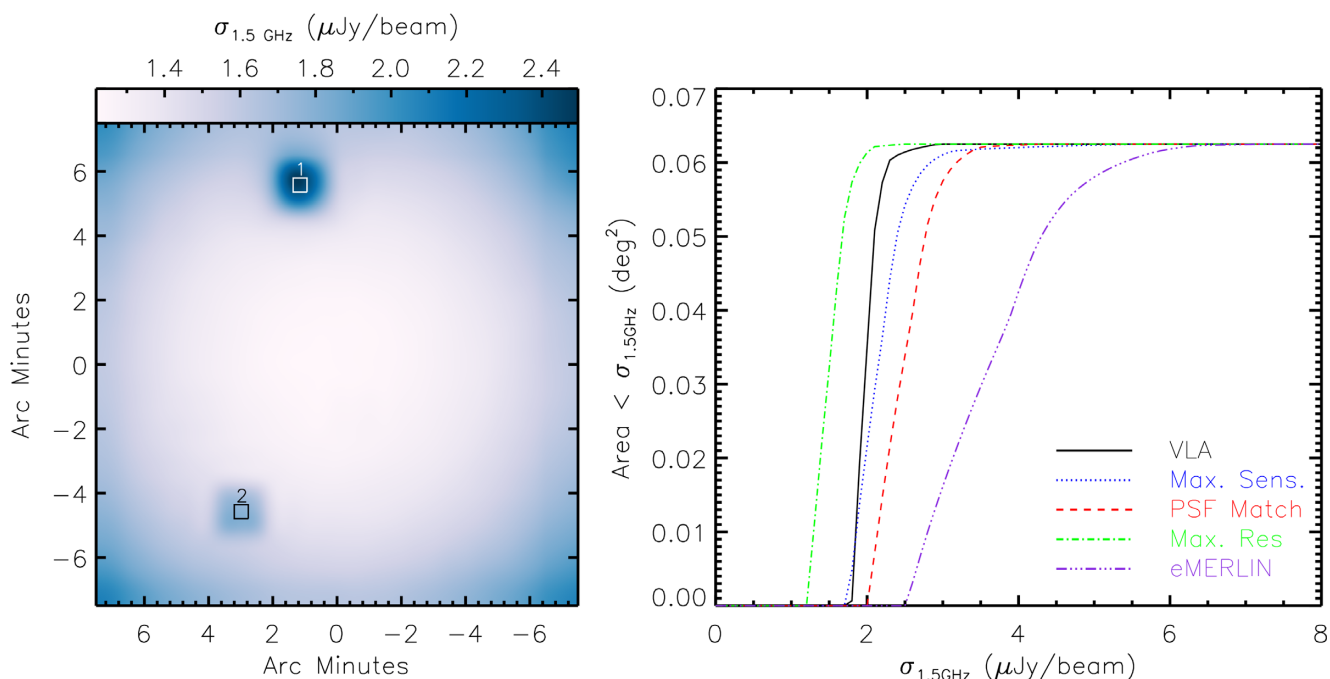 σ1.5 GHz (μJy/beam)
1.4 1.6 1.8 2.0 2.2 2.4
6
4
2
0
−2
−4
−6
Arc Minutes
1
2
6 4 2 0 −2 −4 −6
Arc Minutes
0.07
0.06
0.05
0.04
0.03
0.02
0.01
0.00
Area < σ1.5GHz (deg2)
VLA
Max. Sens.
PSF Match
Max. Res
eMERLIN
0 2 4 6 8
σ1.5GHz (μJy/beam)